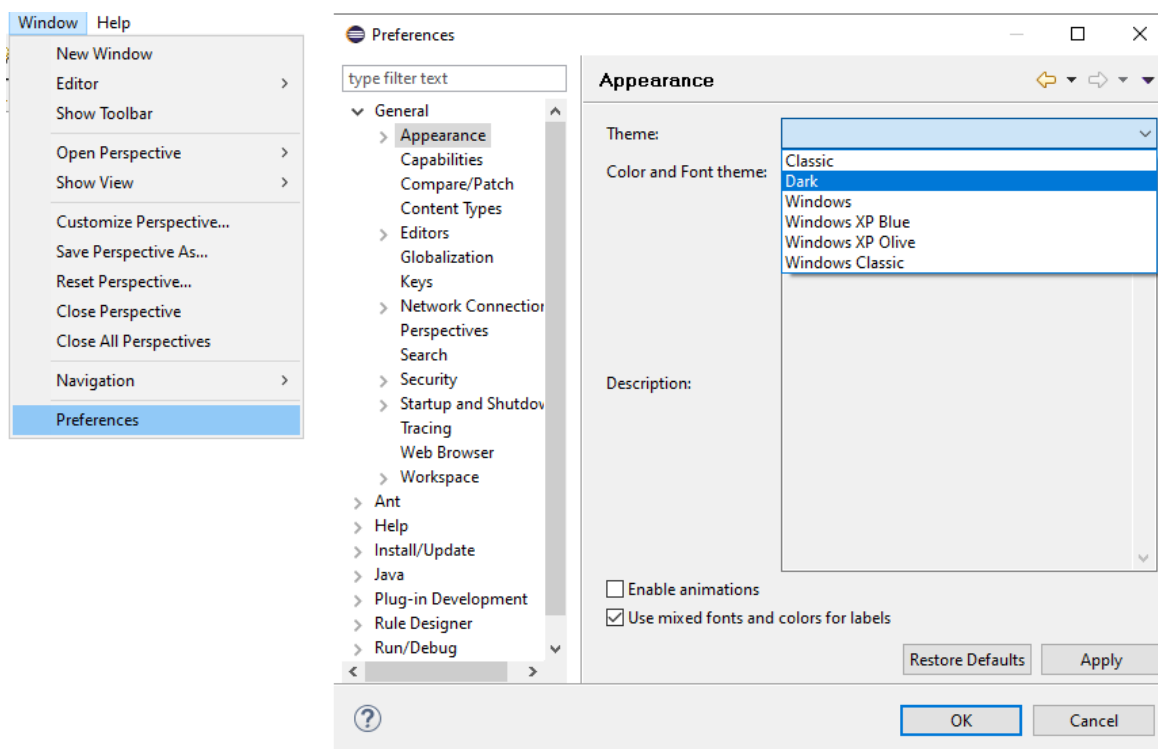 Window Help
New Window
Editor
Show Toolbar
Open Perspective
Show View
Customize Perspective...
Save Perspective As...
Reset Perspective...
Close Perspective
Close All Perspectives
Navigation
Preferences
Preferences
type filter text
General
Appearance
Capabilities
Compare/Patch
Content Types
Editors
Globalization
Keys
Network Connection
Perspectives
Search
Security
Startup and Shutdow
Tracing
Web Browser
Workspace
Ant
Help
Install/Update
Java
Plug-in Development
Rule Designer
Run/Debug
Appearance
Theme:
Classic
Dark
Windows
Windows XP Blue
Windows XP Olive
Windows Classic
Color and Font theme:
Description:
Enable animations
Use mixed fonts and colors for labels
Restore Defaults Apply
? OK Cancel